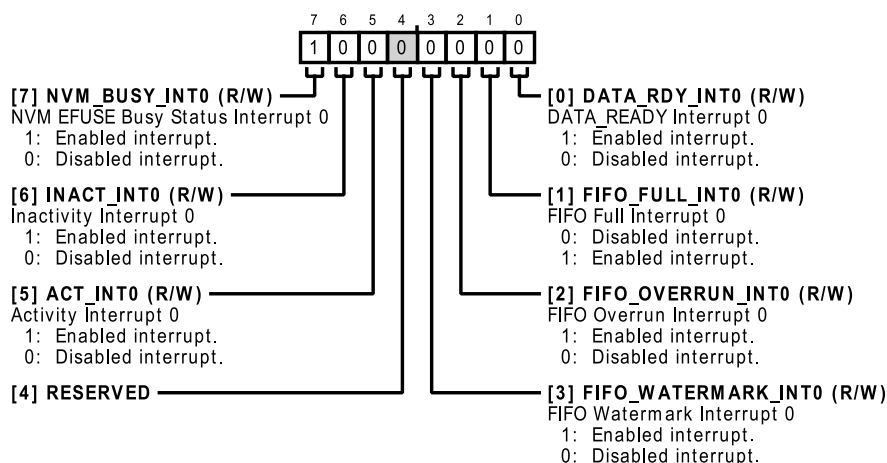 7 6 5 4 3 2 1 0
1 0 0 0 0 0 0 0
[7] NVM_BUSY_INT0 (R/W)
NVM EFUSE Busy Status Interrupt 0
1: Enabled interrupt.
0: Disabled interrupt.
[6] INACT_INT0 (R/W)
Inactivity Interrupt 0
1: Enabled interrupt.
0: Disabled interrupt.
[5] ACT_INT0 (R/W)
Activity Interrupt 0
1: Enabled interrupt.
0: Disabled interrupt.
[4] RESERVED
[0] DATA_RDY_INT0 (R/W)
DATA_READY Interrupt 0
1: Enabled interrupt.
0: Disabled interrupt.
[1] FIFO_FULL_INT0 (R/W)
FIFO Full Interrupt 0
0: Disabled interrupt.
1: Enabled interrupt.
[2] FIFO_OVERRUN_INT0 (R/W)
FIFO Overrun Interrupt 0
1: Enabled interrupt.
0: Disabled interrupt.
[3] FIFO_WATERMARK_INT0 (R/W)
FIFO Watermark Interrupt 0
1: Enabled interrupt.
0: Disabled interrupt.